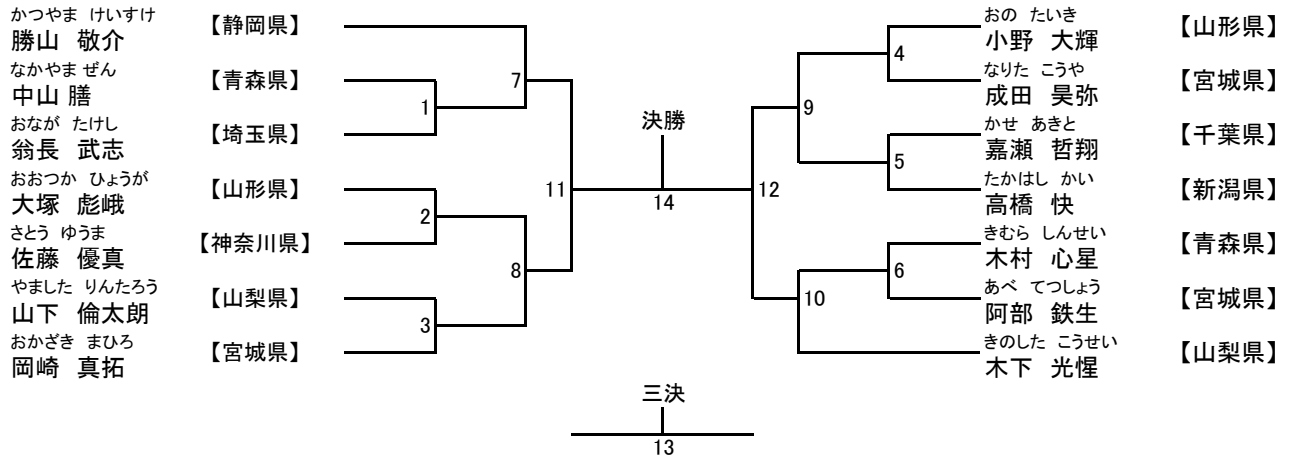 かつやま けいすけ
勝山 敬介 【静岡県】
なかやま ぜん
中山 膳 【青森県】
おなが たけし
翁長 武志 【埼玉県】
おおつか ひょうが
大塚 彪峨 【山形県】
さとう ゆうま
佐藤 優真 【神奈川県】
やました りんたろう
山下 倫太朗 【山梨県】
おかざき まひろ
岡崎 真拓 【宮城県】
1
2
3
7
8
11
決勝
14
12
9
10
4
5
6
おの たいき
小野 大輝 【山形県】
なりた こうや
成田 昊弥 【宮城県】
かせ あきと
嘉瀬 哲翔 【千葉県】
たかはし かい
高橋 快 【新潟県】
きむら しんせい
木村 心星 【青森県】
あべ てつしょう
阿部 鉄生 【宮城県】
きのした こうせい
木下 光惺 【山梨県】
三決
13